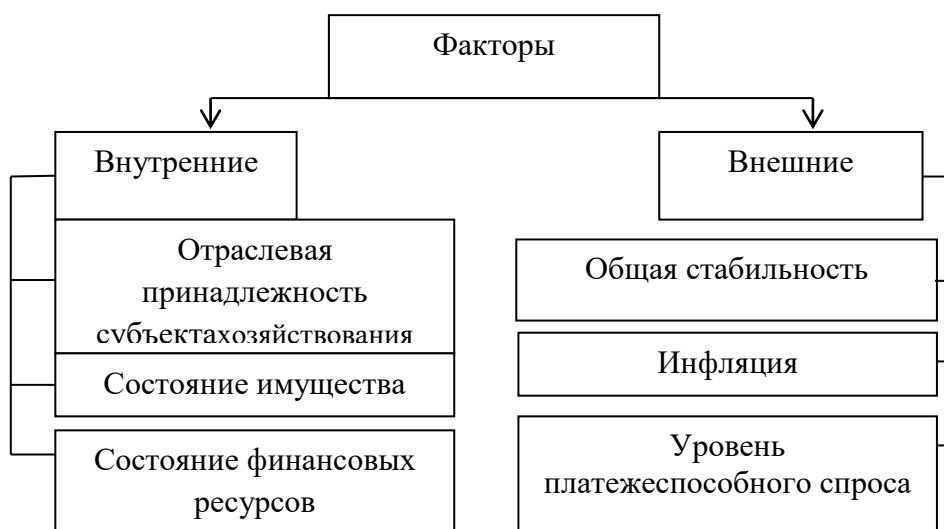 Факторы
Внутренние
Внешние
Отраслевая
принадлежность
субъектахозяйствования
Общая стабильность
Состояние имущества
Инфляция
Состояние финансовых
ресурсов
Уровень
платежеспособного спроса